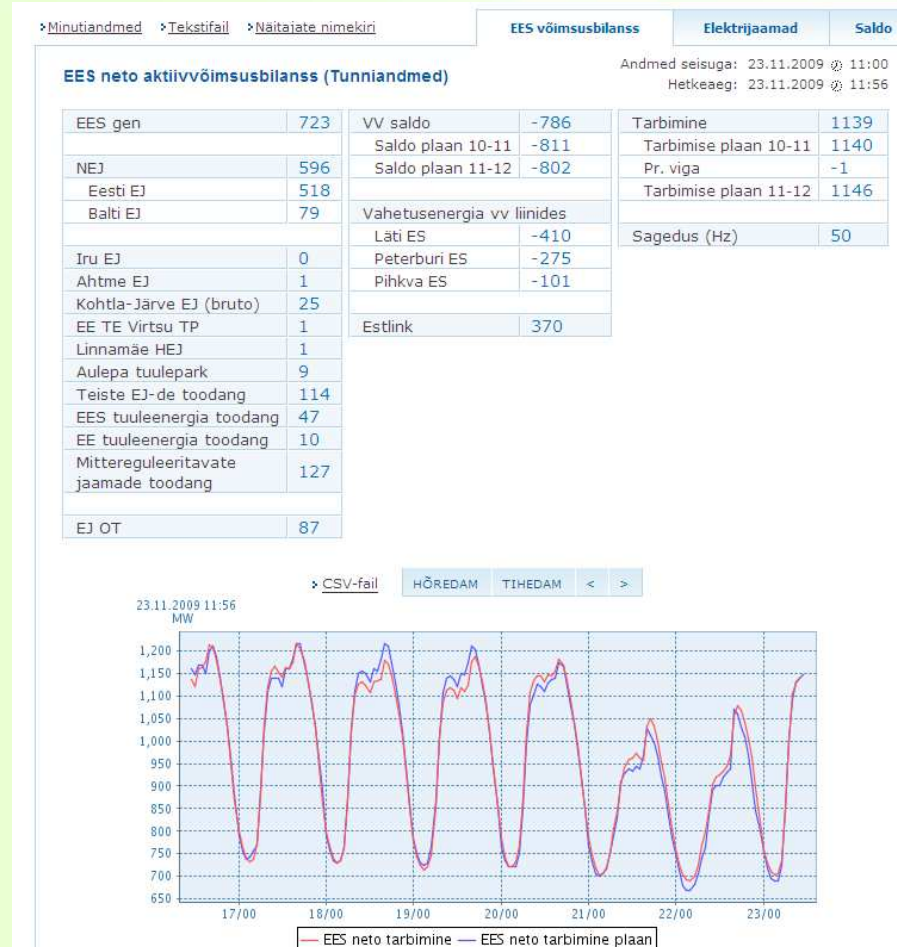 Minutiandmed Tekstifail Näitajate nimekiri
EES võimsusbilanss Elektrijaamad Saldo
EES neto aktiivvõimsusbilanss (Tunniandmed)
Andmed seisuga: 23.11.2009 11:00
Hetkeaeg: 23.11.2009 11:56
EES gen 723
NEJ 596
Eesti EJ 518
Balti EJ 79
Iru EJ 0
Ahtme EJ 1
Kohtla-Järve EJ (bruto) 25
EE TE Virtsu TP 1
Linnamäe HEJ 1
Aulepa tuulepark 9
Teiste EJ-de toodang 114
EES tuuleenergia toodang 47
EE tuuleenergia toodang 10
Mittereguleeritavate
jaamade toodang 127
EJ OT 87
VV saldo -786
Saldo plaan 10-11 -811
Saldo plaan 11-12 -802
Vahetusenergia vv liinides
Läti ES -410
Peterburi ES -275
Pihkva ES -101
Estlink 370
Tarbimine 1139
Tarbimise plaan 10-11 1140
Pr. viga -1
Tarbimise plaan 11-12 1146
Sagedus (Hz) 50
CSV-fail HÕREDAM TIHEDAM < >
23.11.2009 11:56
MW
1,200
1,150
1,100
1,050
1,000
950
900
850
800
750
700
650
17/00 18/00 19/00 20/00 21/00 22/00 23/00
EES neto tarbimine EES neto tarbimine plaan